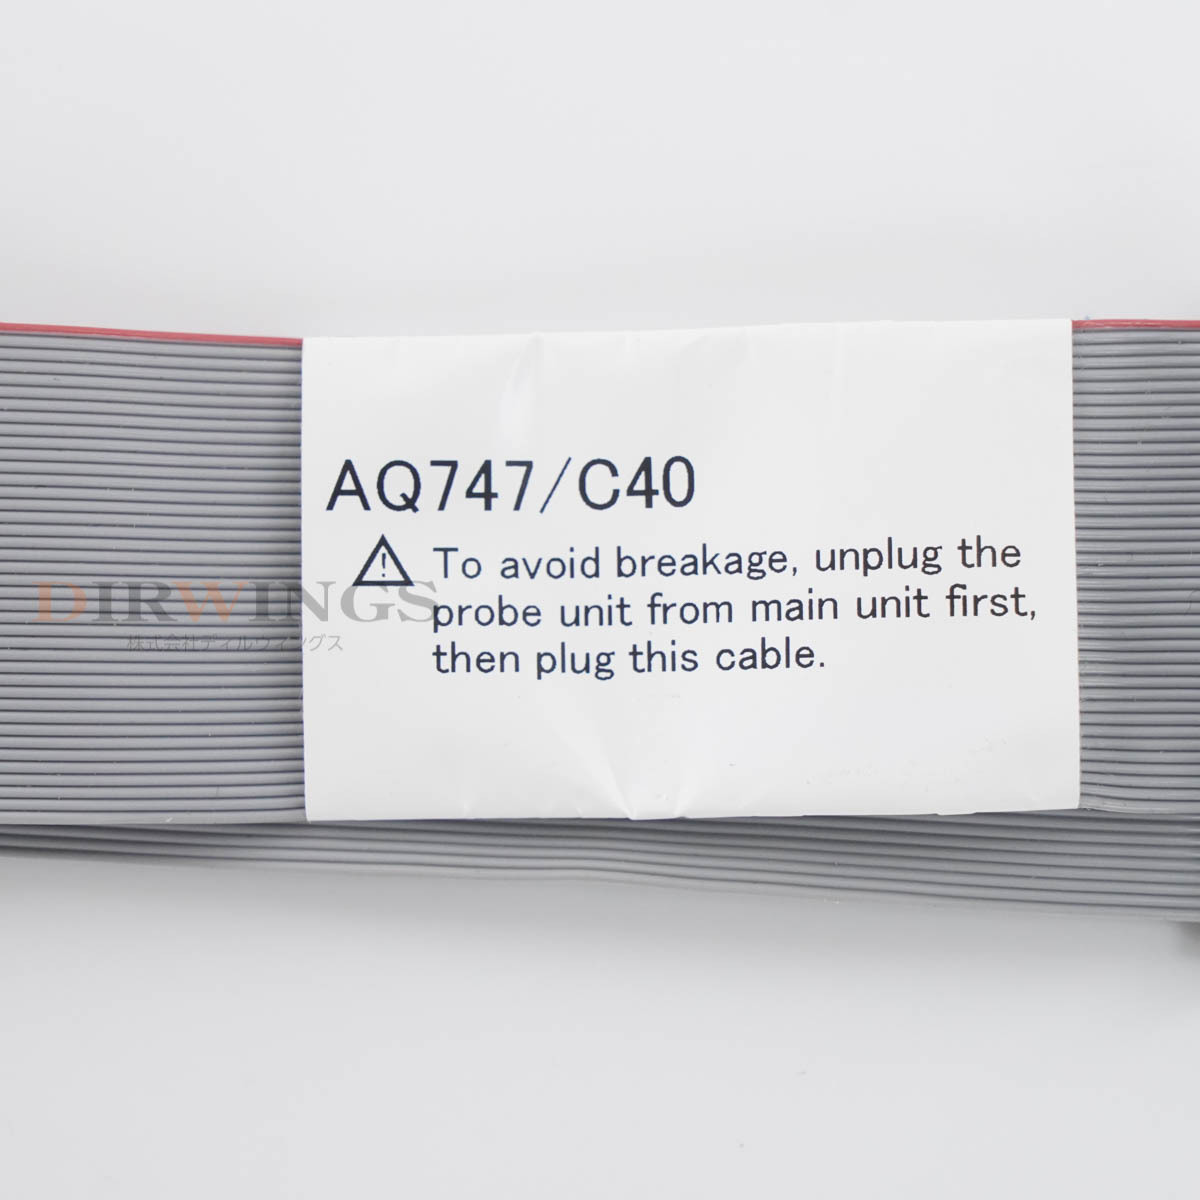 AQ747/C40
To avoid breakage, unplug the
DIRWINGS
probe unit from main unit first,
株式会社ディルウィングス
then plug this cable.